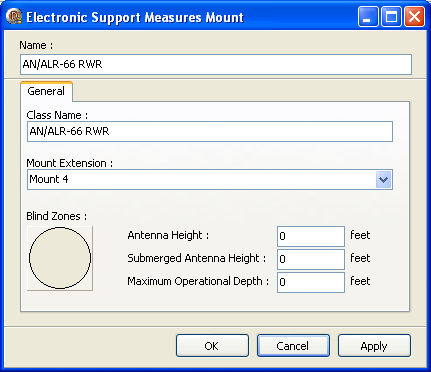 Electronic Support Measures Mount
Name :
AN/ALR-66 RWR
General
Class Name :
AN/ALR-66 RWR
Mount Extension :
Mount 4
Blind Zones :
Antenna Height : 0 feet
Submerged Antenna Height : 0 feet
Maximum Operational Depth : 0 feet
OK Cancel Apply